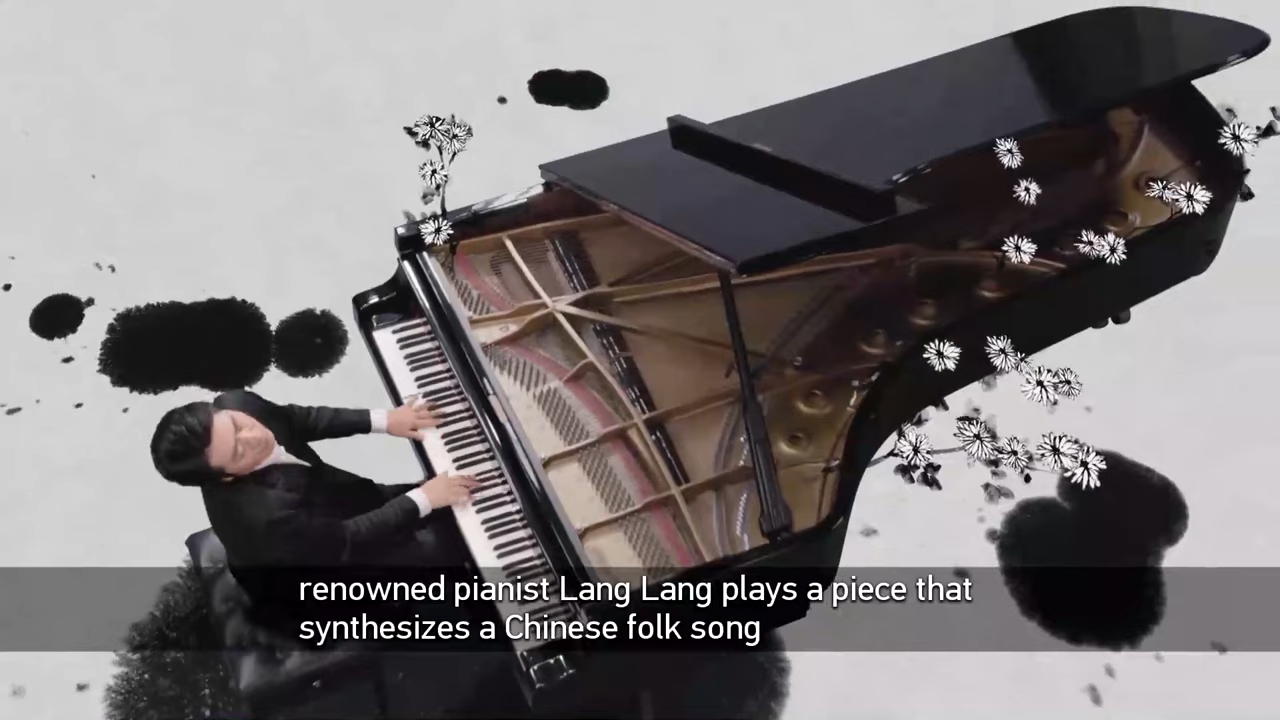 renowned pianist Lang Lang plays a piece that
synthesizes a Chinese folk song